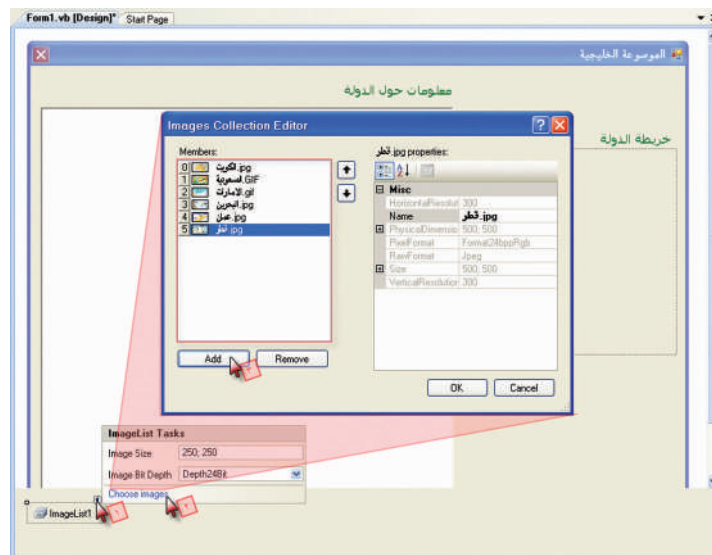 Form1.vb [Design]*
Start Page
الموسوعة الخليجية
معلومات حول الدولة
خريطة الدولة
Images Collection Editor
Members:
0 الكويت.jpg
1 السعودية.GIF
2 الامارات.gif
3 البحرين.jpg
4 عمان.jpg
5 قطر.jpg
Add
Remove
قطر.jpg properties:
Misc
HorizontalResolut 300
Name قطر.jpg
PhysicalDimensio 500; 500
PixelFormat Format24bppRgb
RawFormat Jpeg
Size 500; 500
VerticalResolution 300
OK
Cancel
ImageList Tasks
Image Size 250; 250
Image Bit Depth Depth24Bit
Choose images
ImageList1
١
٢
٣